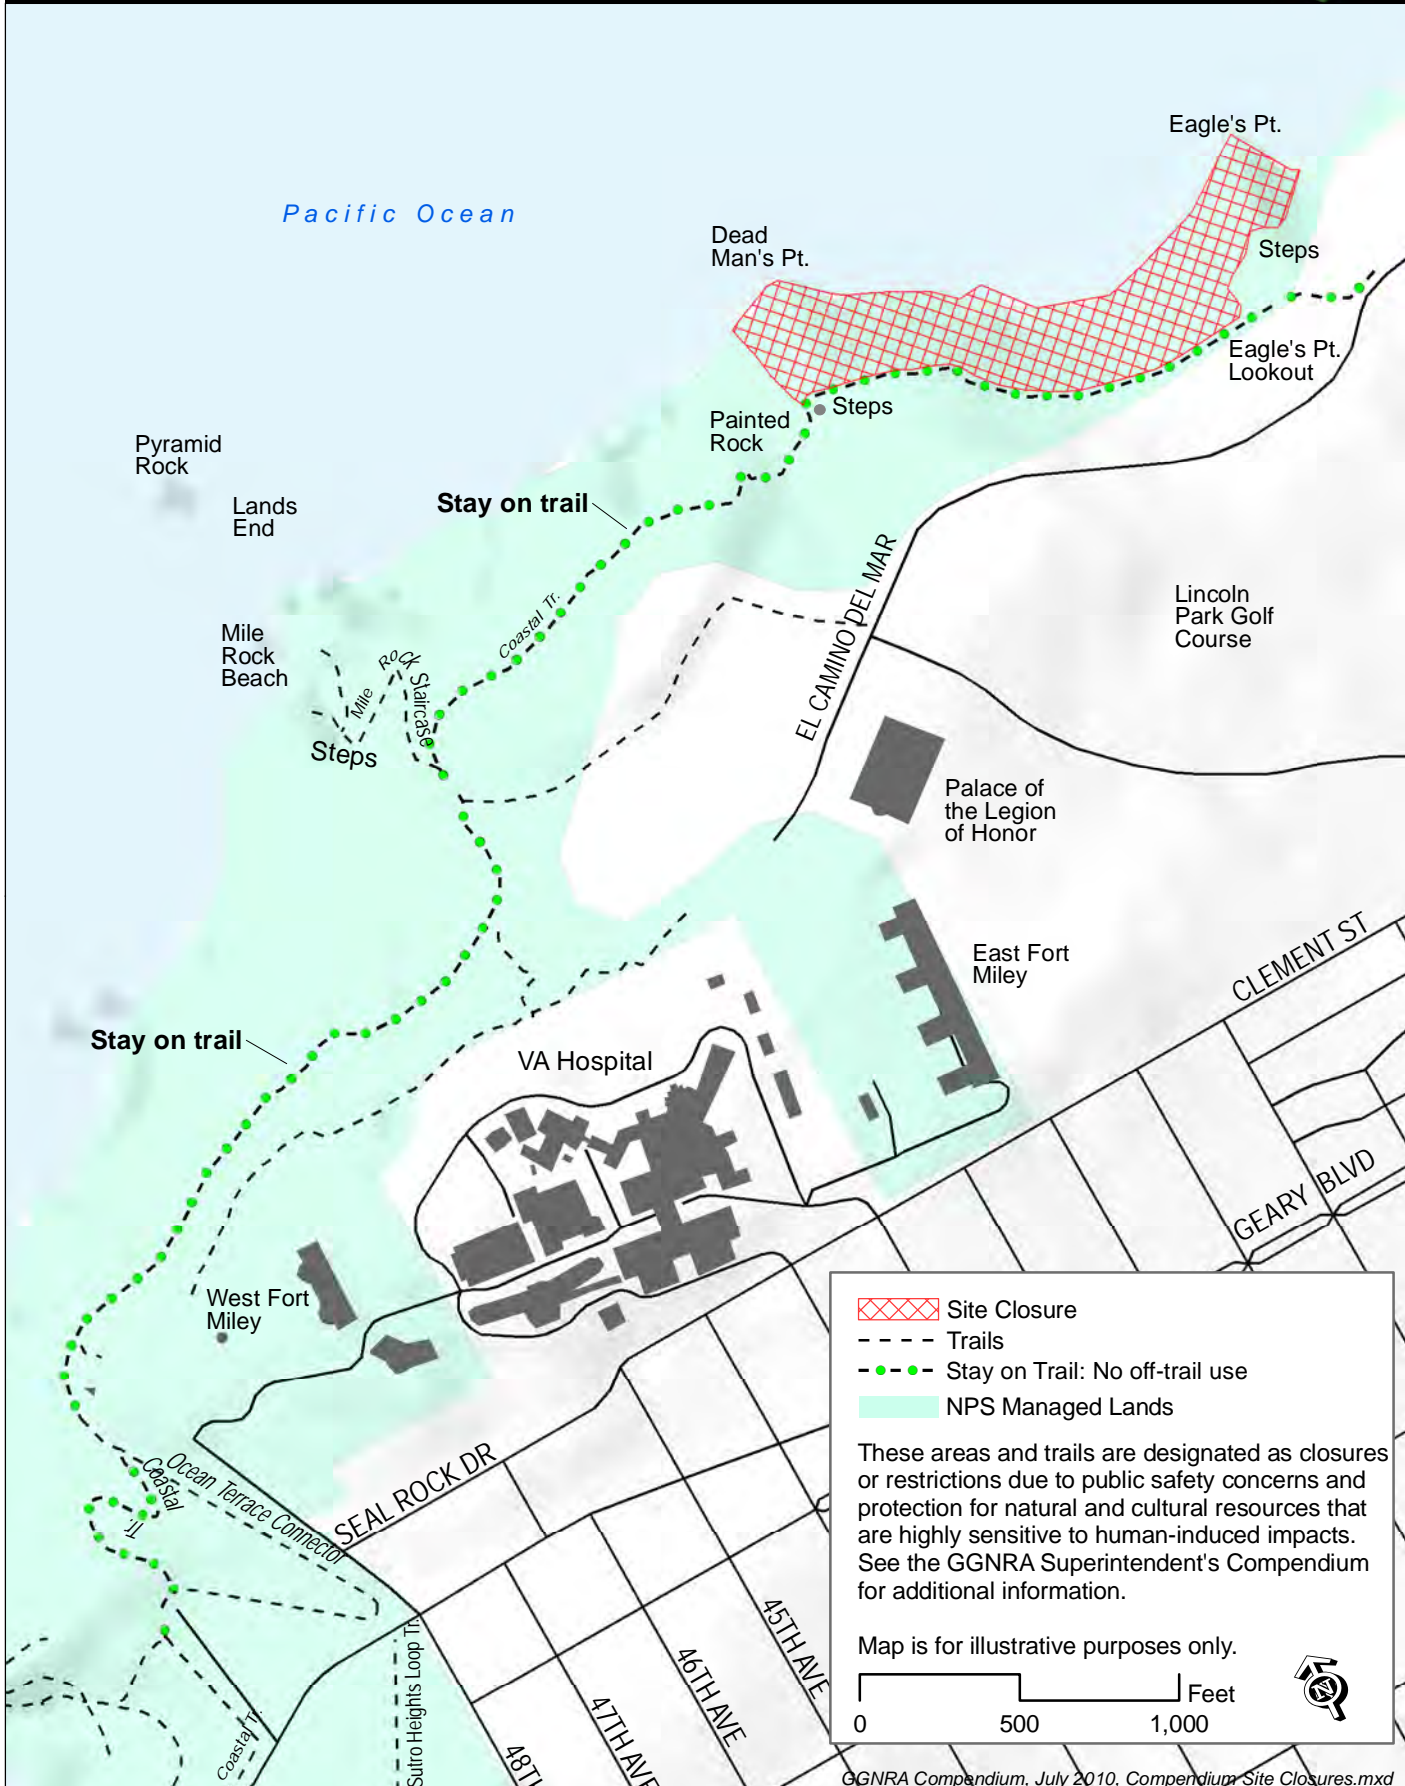 Eagle's Pt.
Pacific Ocean
Dead
Man's Pt.
Steps
Eagle's Pt.
Lookout
Painted
Rock
Steps
Pyramid
Rock
Lands
End
Stay on trail
EL CAMINO DEL MAR
Lincoln
Park Golf
Course
Coastal Tr.
Mile
Rock
Beach
Mile Rock Staircase
Steps
Palace of
the Legion
of Honor
East Fort
Miley
CLEMENT ST
Stay on trail
VA Hospital
GEARY BLVD
West Fort
Miley
Coastal Tr.
Ocean Terrace Connector
SEAL ROCK DR
Sutro Heights Loop Tr.
Coastal Tr.
48TH
47TH AVE
46TH AVE
45TH AVE
Site Closure
Trails
Stay on Trail: No off-trail use
NPS Managed Lands
These areas and trails are designated as closures
or restrictions due to public safety concerns and
protection for natural and cultural resources that
are highly sensitive to human-induced impacts.
See the GGNRA Superintendent's Compendium
for additional information.
Map is for illustrative purposes only.
Feet
0 500 1,000
N
GGNRA Compendium, July 2010, Compendium Site Closures.mxd